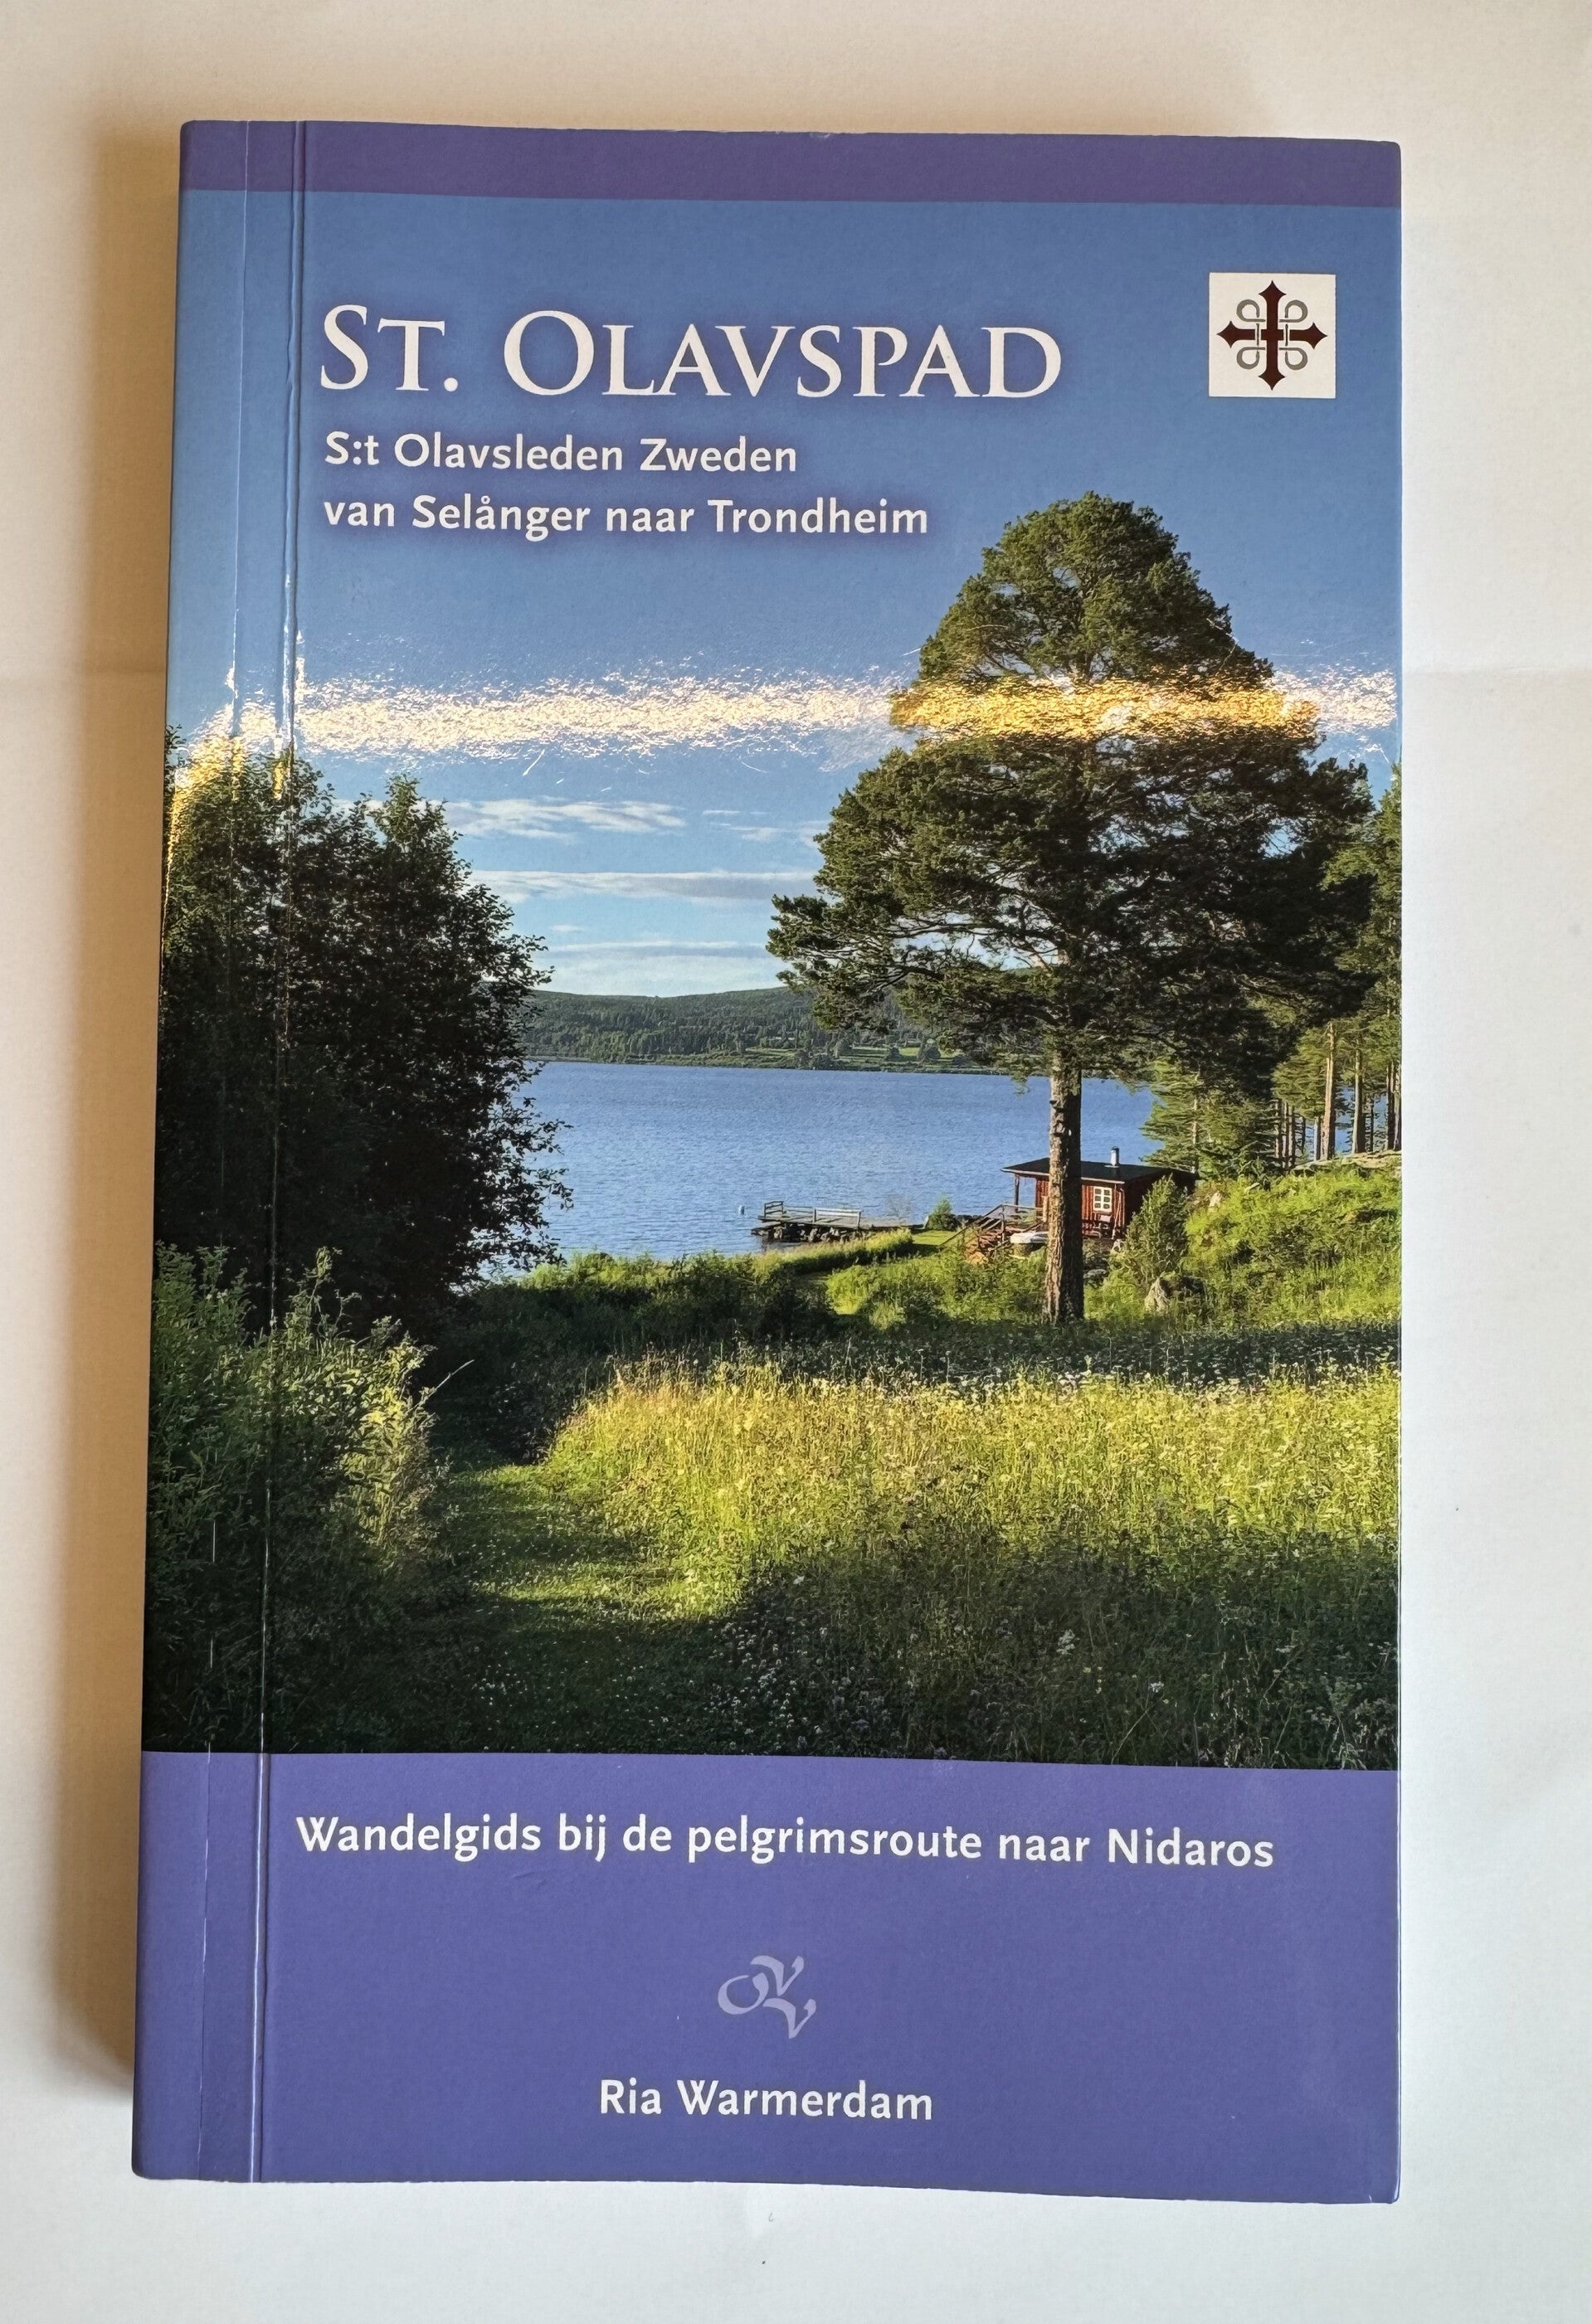 St. Olavspad
S:t Olavsleden Zweden
van Selånger naar Trondheim
Wandelgids bij de pelgrimsroute naar Nidaros
Ria Warmerdam